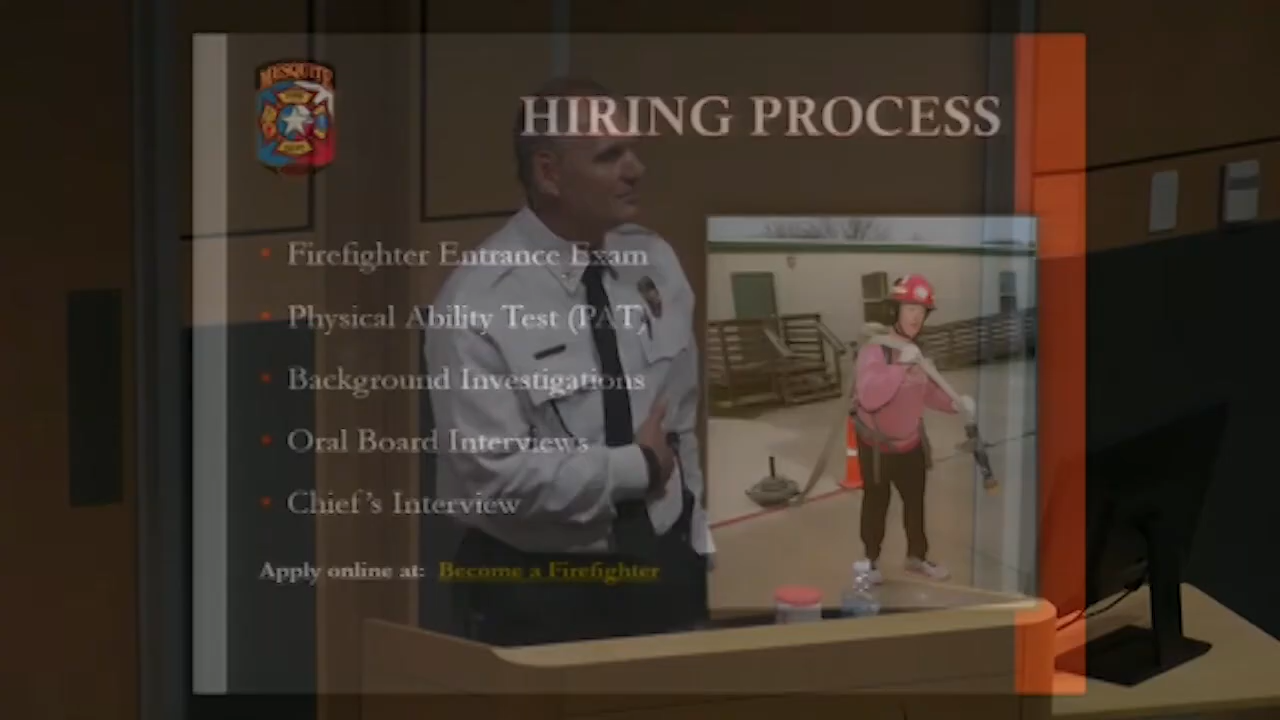 MESQUITE
HIRING PROCESS
• Firefighter Entrance Exam
• Physical Ability Test (PAT)
• Background Investigations
• Oral Board Interviews
• Chief's Interview
Apply online at: Become a Firefighter